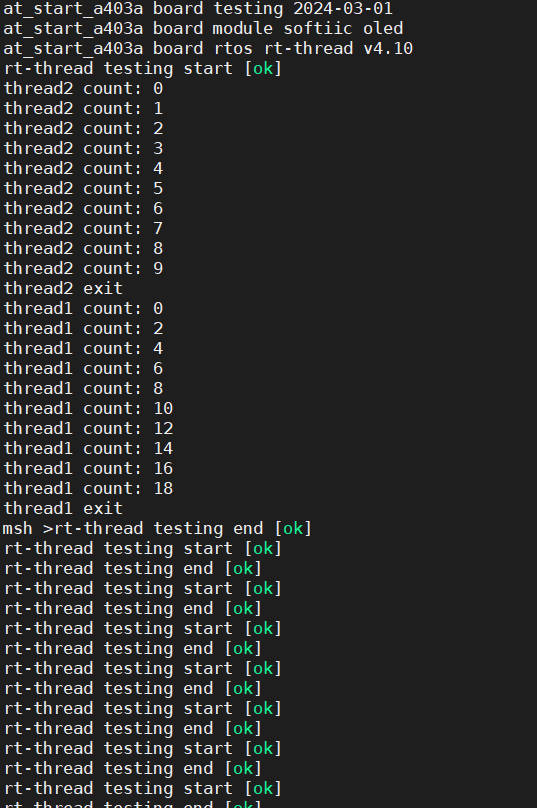 at_start_a403a board testing 2024-03-01
at_start_a403a board module softiic oled
at_start_a403a board rtos rt-thread v4.10
rt-thread testing start [ok]
thread2 count: 0
thread2 count: 1
thread2 count: 2
thread2 count: 3
thread2 count: 4
thread2 count: 5
thread2 count: 6
thread2 count: 7
thread2 count: 8
thread2 count: 9
thread2 exit
thread1 count: 0
thread1 count: 2
thread1 count: 4
thread1 count: 6
thread1 count: 8
thread1 count: 10
thread1 count: 12
thread1 count: 14
thread1 count: 16
thread1 count: 18
thread1 exit
msh >rt-thread testing end [ok]
rt-thread testing start [ok]
rt-thread testing end [ok]
rt-thread testing start [ok]
rt-thread testing end [ok]
rt-thread testing start [ok]
rt-thread testing end [ok]
rt-thread testing start [ok]
rt-thread testing end [ok]
rt-thread testing start [ok]
rt-thread testing end [ok]
rt-thread testing start [ok]
rt-thread testing end [ok]
rt-thread testing start [ok]
rt-thread testing end [ok]